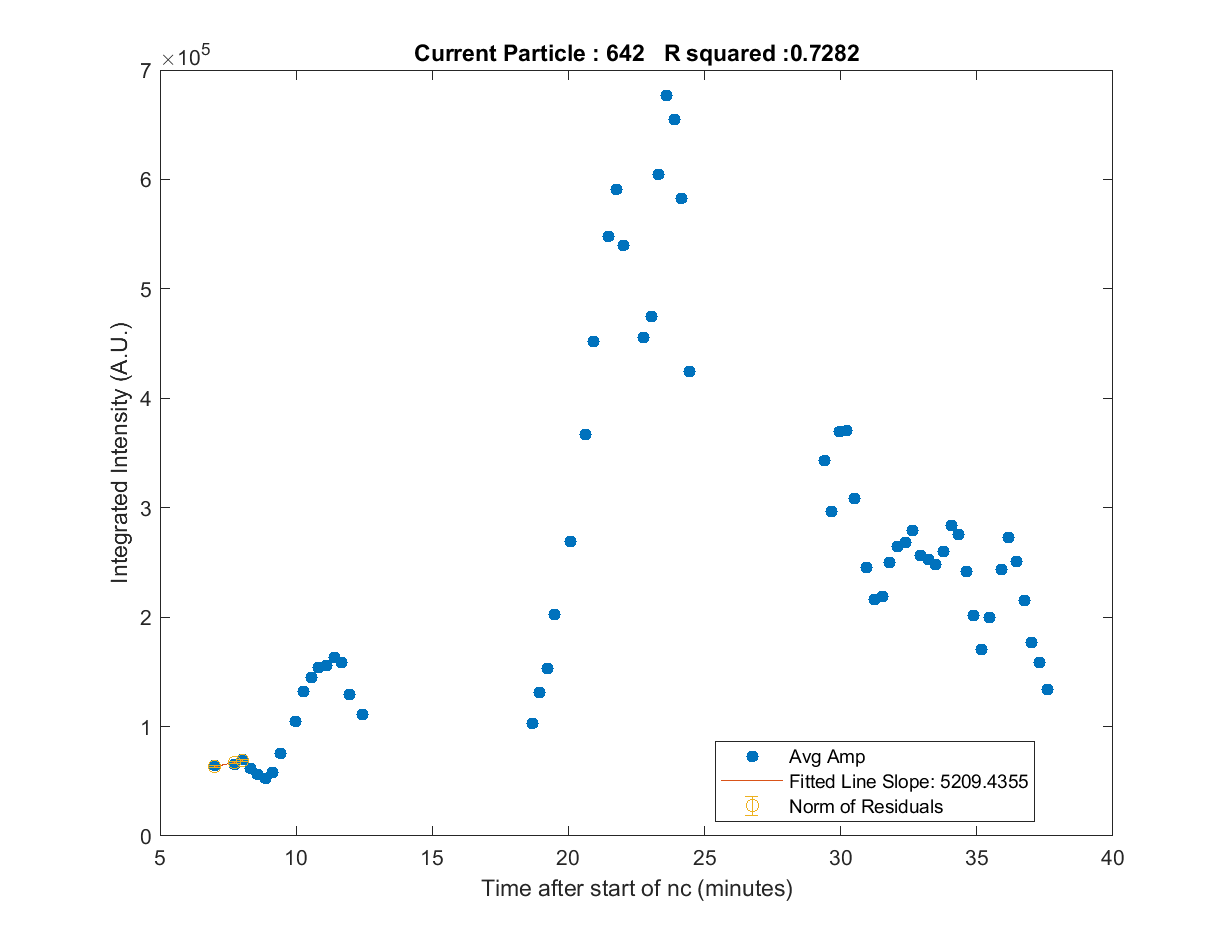 Current Particle : 642 R squared :0.7282
×10^5
7
6
5
4
3
2
1
0
Integrated Intensity (A.U.)
5 10 15 20 25 30 35 40
Time after start of nc (minutes)
Avg Amp
Fitted Line Slope: 5209.4355
Norm of Residuals